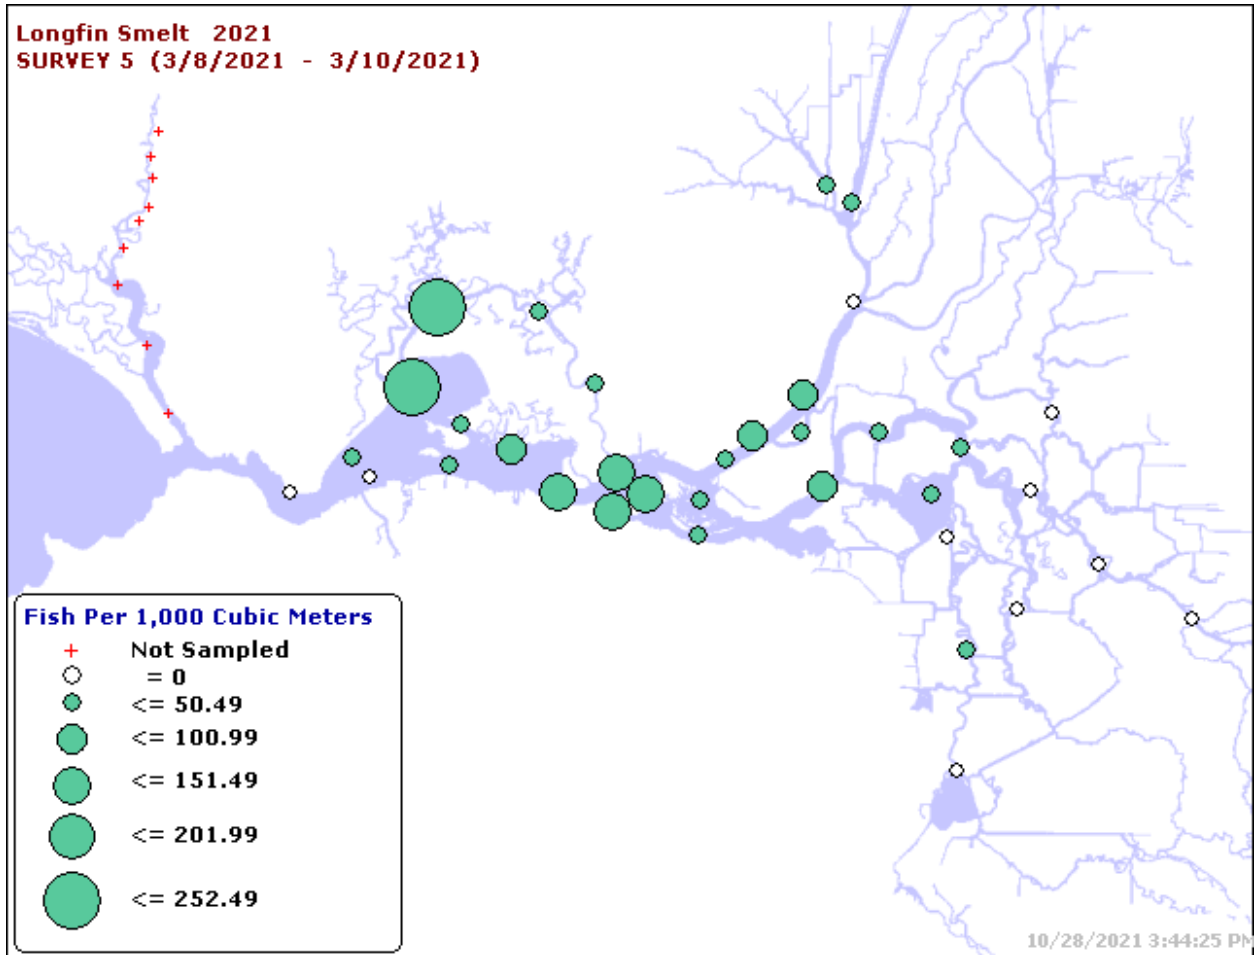 Longfin Smelt 2021
SURVEY 5 (3/8/2021 - 3/10/2021)
Fish Per 1,000 Cubic Meters
Not Sampled
= 0
<= 50.49
<= 100.99
<= 151.49
<= 201.99
<= 252.49
10/28/2021 3:44:25 PM